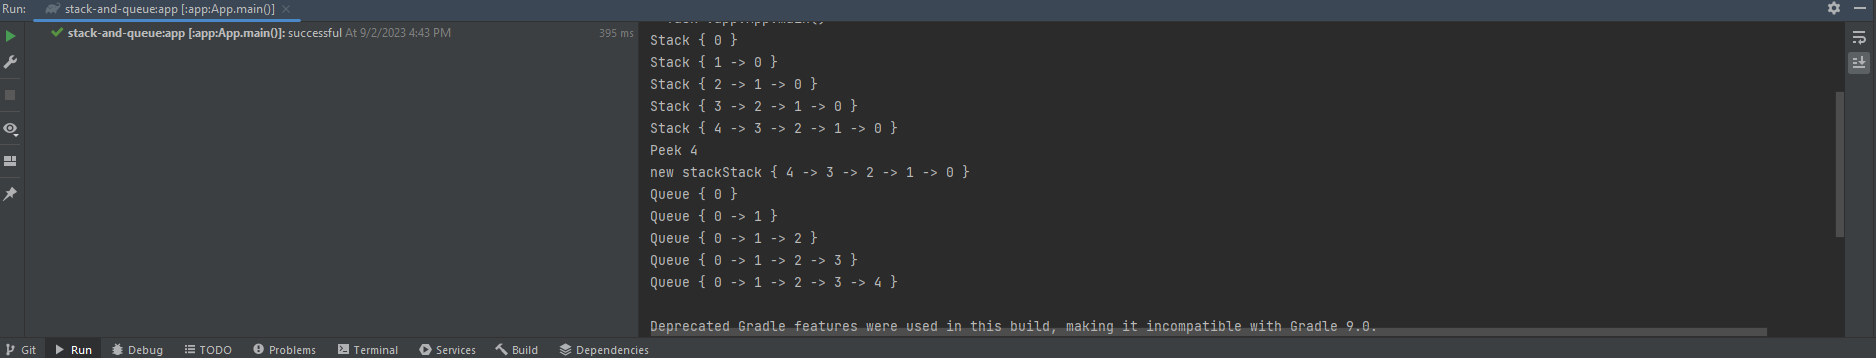 Run: stack-and-queue:app [:app:App.main()]
stack-and-queue:app [:app:App.main()]: successful At 9/2/2023 4:43 PM 395 ms
Stack { 0 }
Stack { 1 -> 0 }
Stack { 2 -> 1 -> 0 }
Stack { 3 -> 2 -> 1 -> 0 }
Stack { 4 -> 3 -> 2 -> 1 -> 0 }
Peek 4
new stackStack { 4 -> 3 -> 2 -> 1 -> 0 }
Queue { 0 }
Queue { 0 -> 1 }
Queue { 0 -> 1 -> 2 }
Queue { 0 -> 1 -> 2 -> 3 }
Queue { 0 -> 1 -> 2 -> 3 -> 4 }
Deprecated Gradle features were used in this build, making it incompatible with Gradle 9.0.
Git Run Debug TODO Problems Terminal Services Build Dependencies